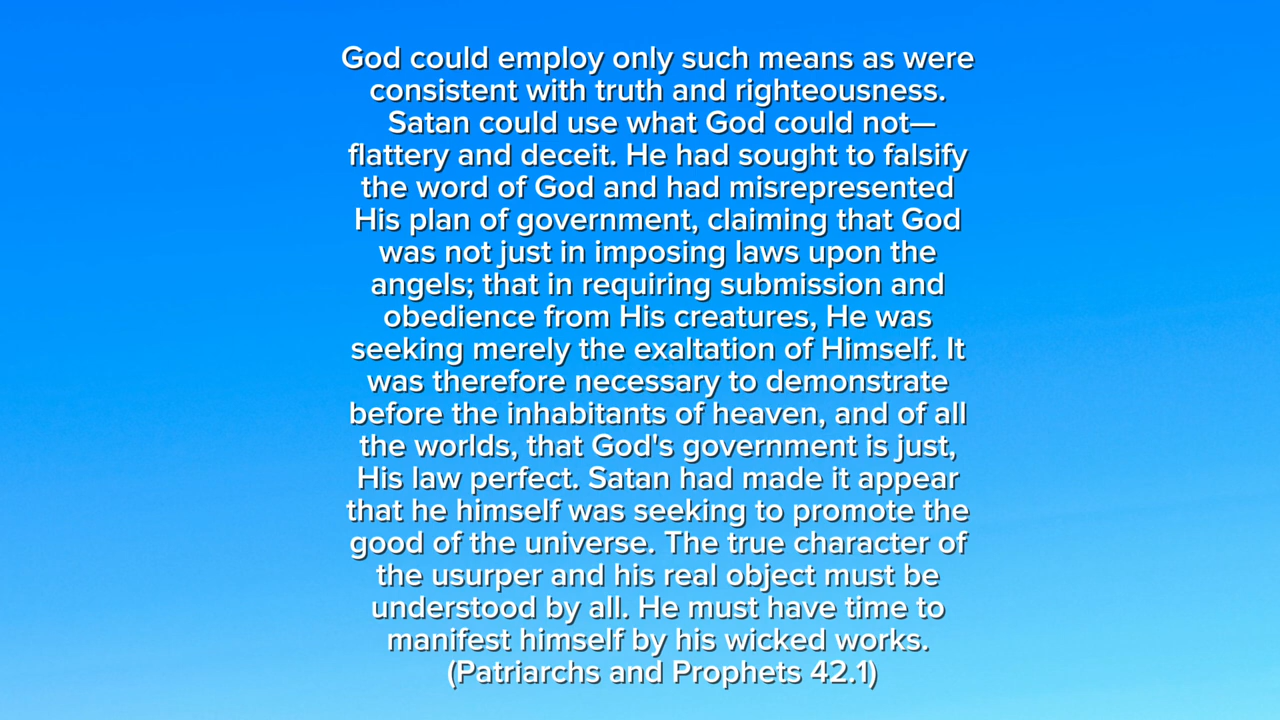 God could employ only such means as were
consistent with truth and righteousness.
Satan could use what God could not—
flattery and deceit. He had sought to falsify
the word of God and had misrepresented
His plan of government, claiming that God
was not just in imposing laws upon the
angels; that in requiring submission and
obedience from His creatures, He was
seeking merely the exaltation of Himself. It
was therefore necessary to demonstrate
before the inhabitants of heaven, and of all
the worlds, that God's government is just,
His law perfect. Satan had made it appear
that he himself was seeking to promote the
good of the universe. The true character of
the usurper and his real object must be
understood by all. He must have time to
manifest himself by his wicked works.
(Patriarchs and Prophets 42.1)